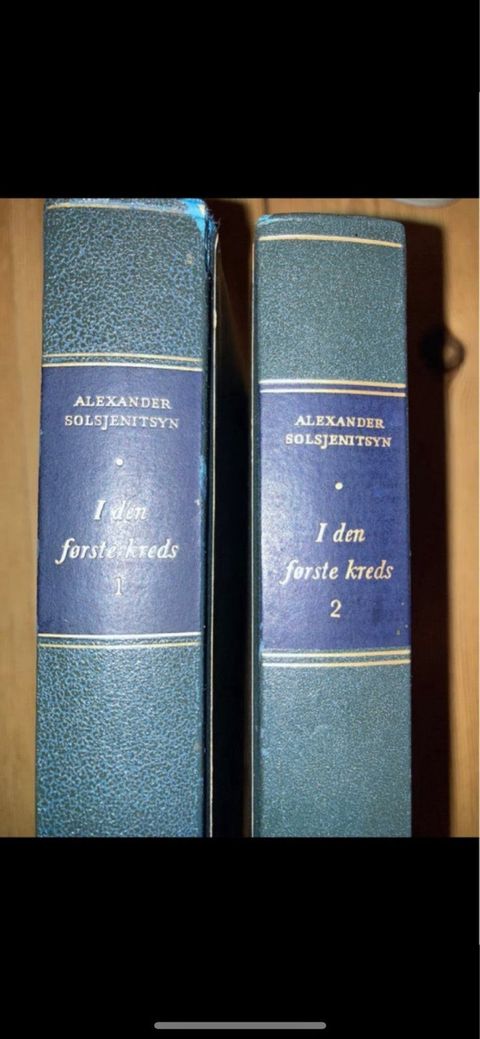 ALEXANDER
SOLSJENITSYN
I den
første kreds
1
ALEXANDER
SOLSJENITSYN
I den
første kreds
2